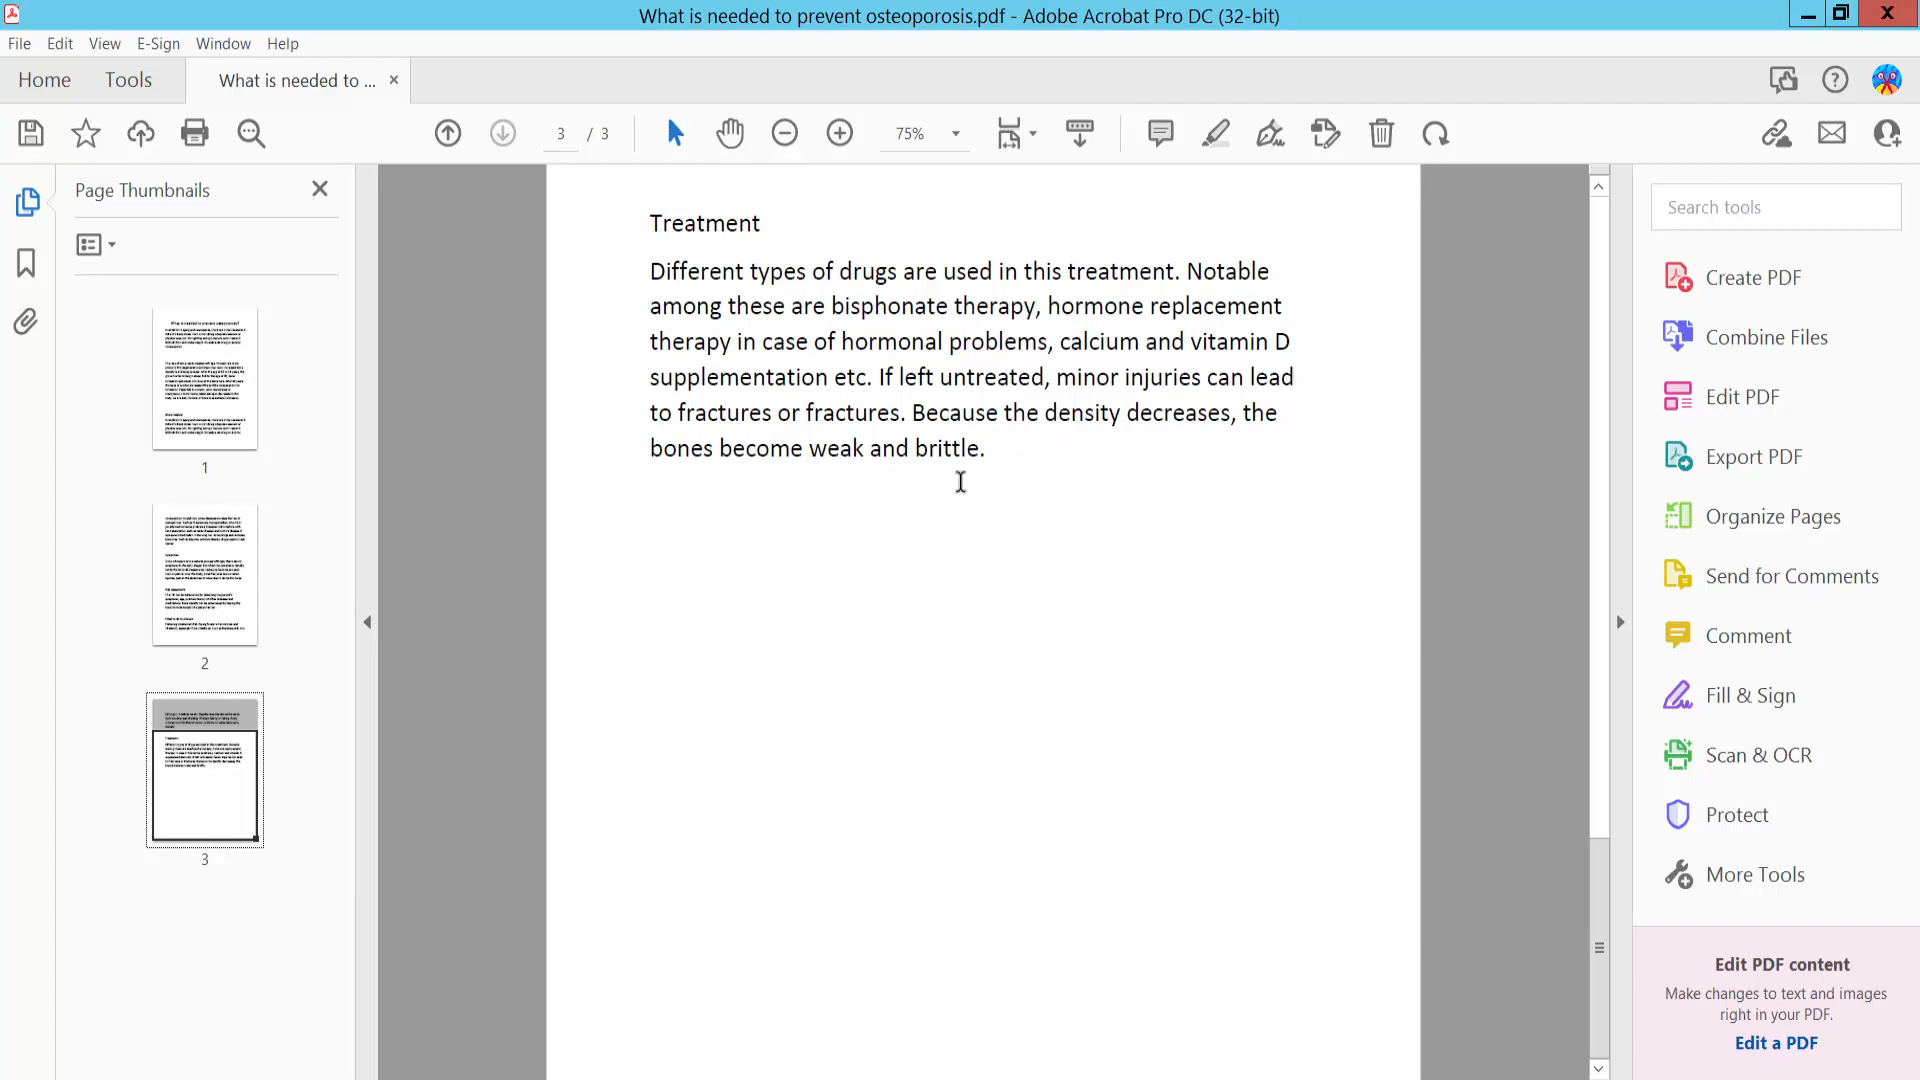 What is needed to prevent osteoporosis.pdf - Adobe Acrobat Pro DC (32-bit)
File Edit View E-Sign Window Help
Home Tools What is needed to ... ×
3 / 3 75%
Page Thumbnails
1
2
3
Treatment
Different types of drugs are used in this treatment. Notable
among these are bisphonate therapy, hormone replacement
therapy in case of hormonal problems, calcium and vitamin D
supplementation etc. If left untreated, minor injuries can lead
to fractures or fractures. Because the density decreases, the
bones become weak and brittle.
Search tools
Create PDF
Combine Files
Edit PDF
Export PDF
Organize Pages
Send for Comments
Comment
Fill & Sign
Scan & OCR
Protect
More Tools
Edit PDF content
Make changes to text and images
right in your PDF.
Edit a PDF